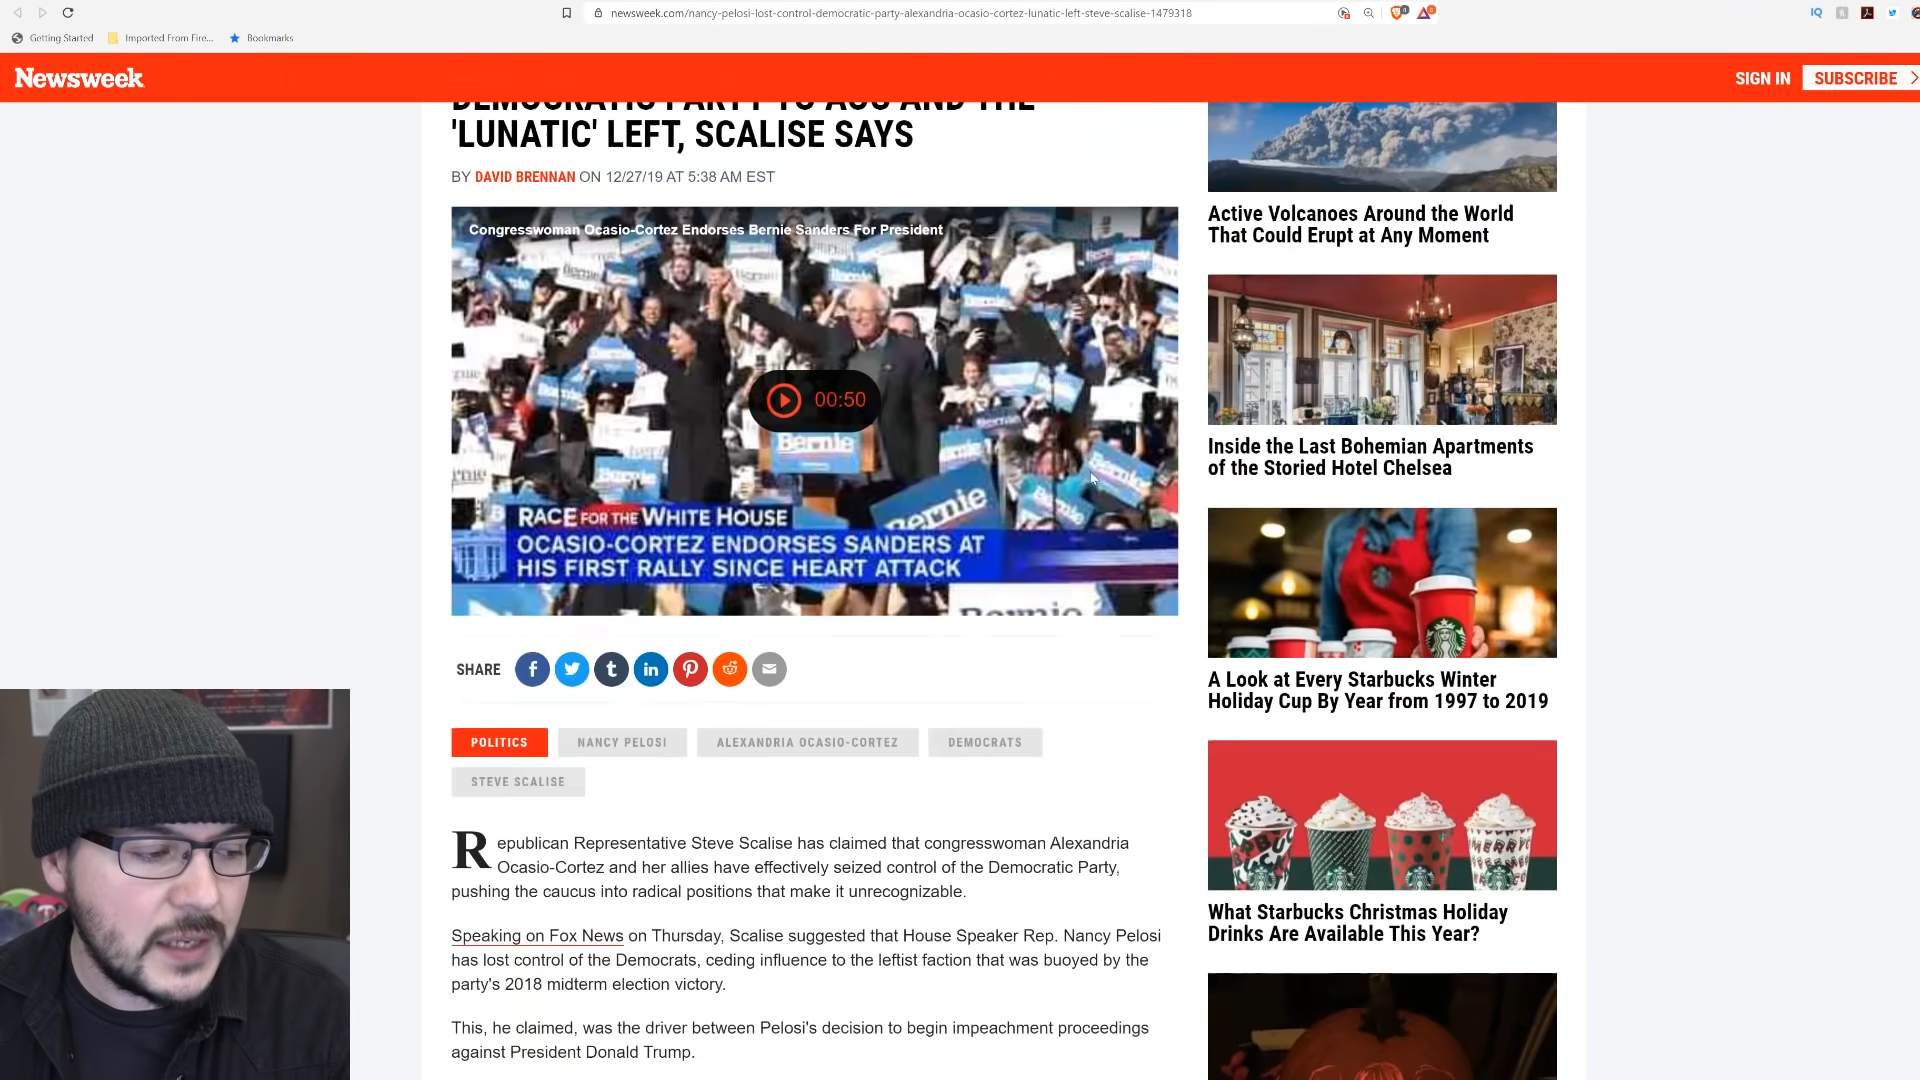 newsweek.com/nancy-pelosi-lost-control-democratic-party-alexandria-ocasio-cortez-lunatic-left-steve-scalise-1479318
Getting Started
Imported From Fire...
Bookmarks
Newsweek
SIGN IN
SUBSCRIBE
DEMOCRATIC PARTY TO AOC AND THE
'LUNATIC' LEFT, SCALISE SAYS
BY DAVID BRENNAN ON 12/27/19 AT 5:38 AM EST
Congresswoman Ocasio-Cortez Endorses Bernie Sanders For President
00:50
Bernie
Bernie
Bernie
RACE FOR THE WHITE HOUSE
OCASIO-CORTEZ ENDORSES SANDERS AT
HIS FIRST RALLY SINCE HEART ATTACK
SHARE
POLITICS
NANCY PELOSI
ALEXANDRIA OCASIO-CORTEZ
DEMOCRATS
STEVE SCALISE
Republican Representative Steve Scalise has claimed that congresswoman Alexandria
Ocasio-Cortez and her allies have effectively seized control of the Democratic Party,
pushing the caucus into radical positions that make it unrecognizable.
Speaking on Fox News on Thursday, Scalise suggested that House Speaker Rep. Nancy Pelosi
has lost control of the Democrats, ceding influence to the leftist faction that was buoyed by the
party's 2018 midterm election victory.
This, he claimed, was the driver between Pelosi's decision to begin impeachment proceedings
against President Donald Trump.
Active Volcanoes Around the World
That Could Erupt at Any Moment
Inside the Last Bohemian Apartments
of the Storied Hotel Chelsea
A Look at Every Starbucks Winter
Holiday Cup By Year from 1997 to 2019
What Starbucks Christmas Holiday
Drinks Are Available This Year?